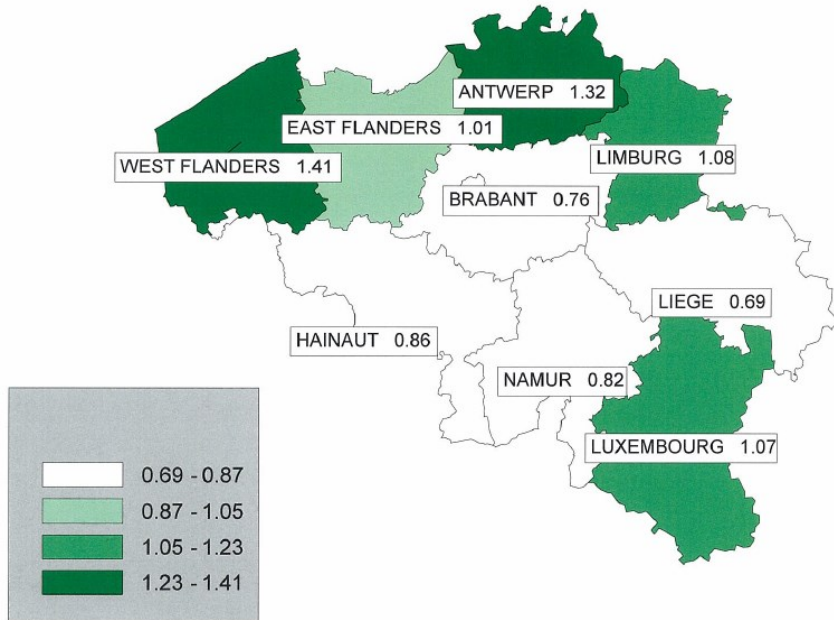 ANTWERP 1.32
EAST FLANDERS 1.01
WEST FLANDERS 1.41
LIMBURG 1.08
BRABANT 0.76
LIEGE 0.69
HAINAUT 0.86
NAMUR 0.82
LUXEMBOURG 1.07
0.69 - 0.87
0.87 - 1.05
1.05 - 1.23
1.23 - 1.41